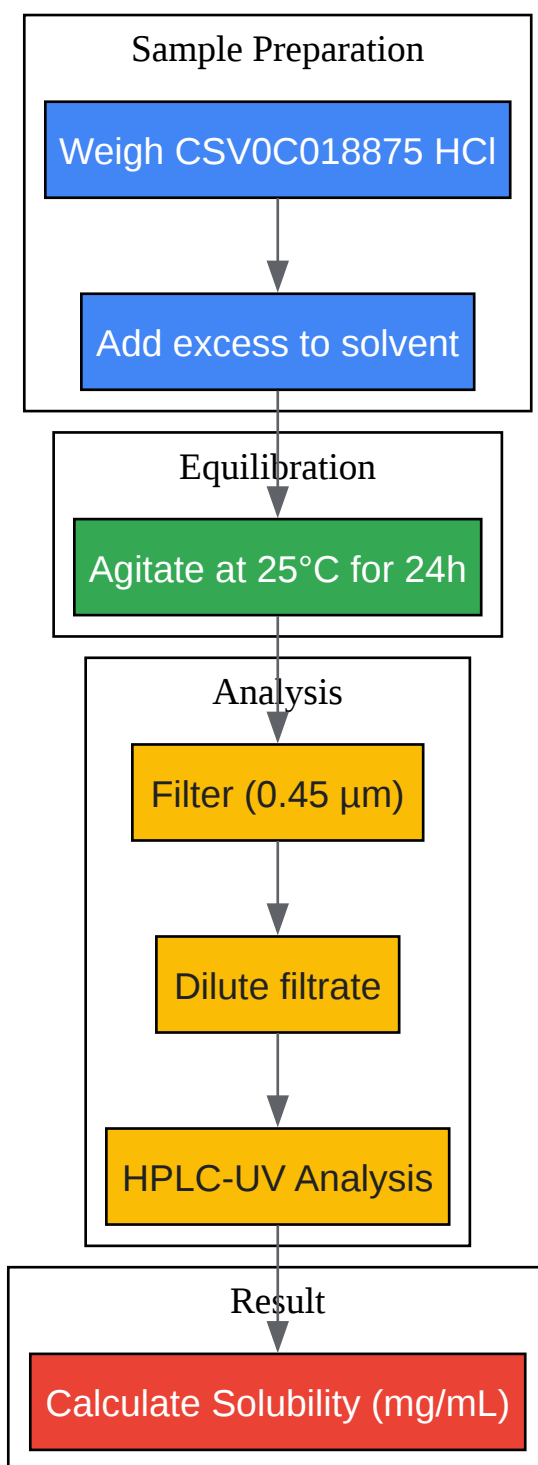 Sample Preparation
Weigh CSV0C018875 HCl
Add excess to solvent
Equilibration
Agitate at 25°C for 24h
Analysis
Filter (0.45 µm)
Dilute filtrate
HPLC-UV Analysis
Result
Calculate Solubility (mg/mL)